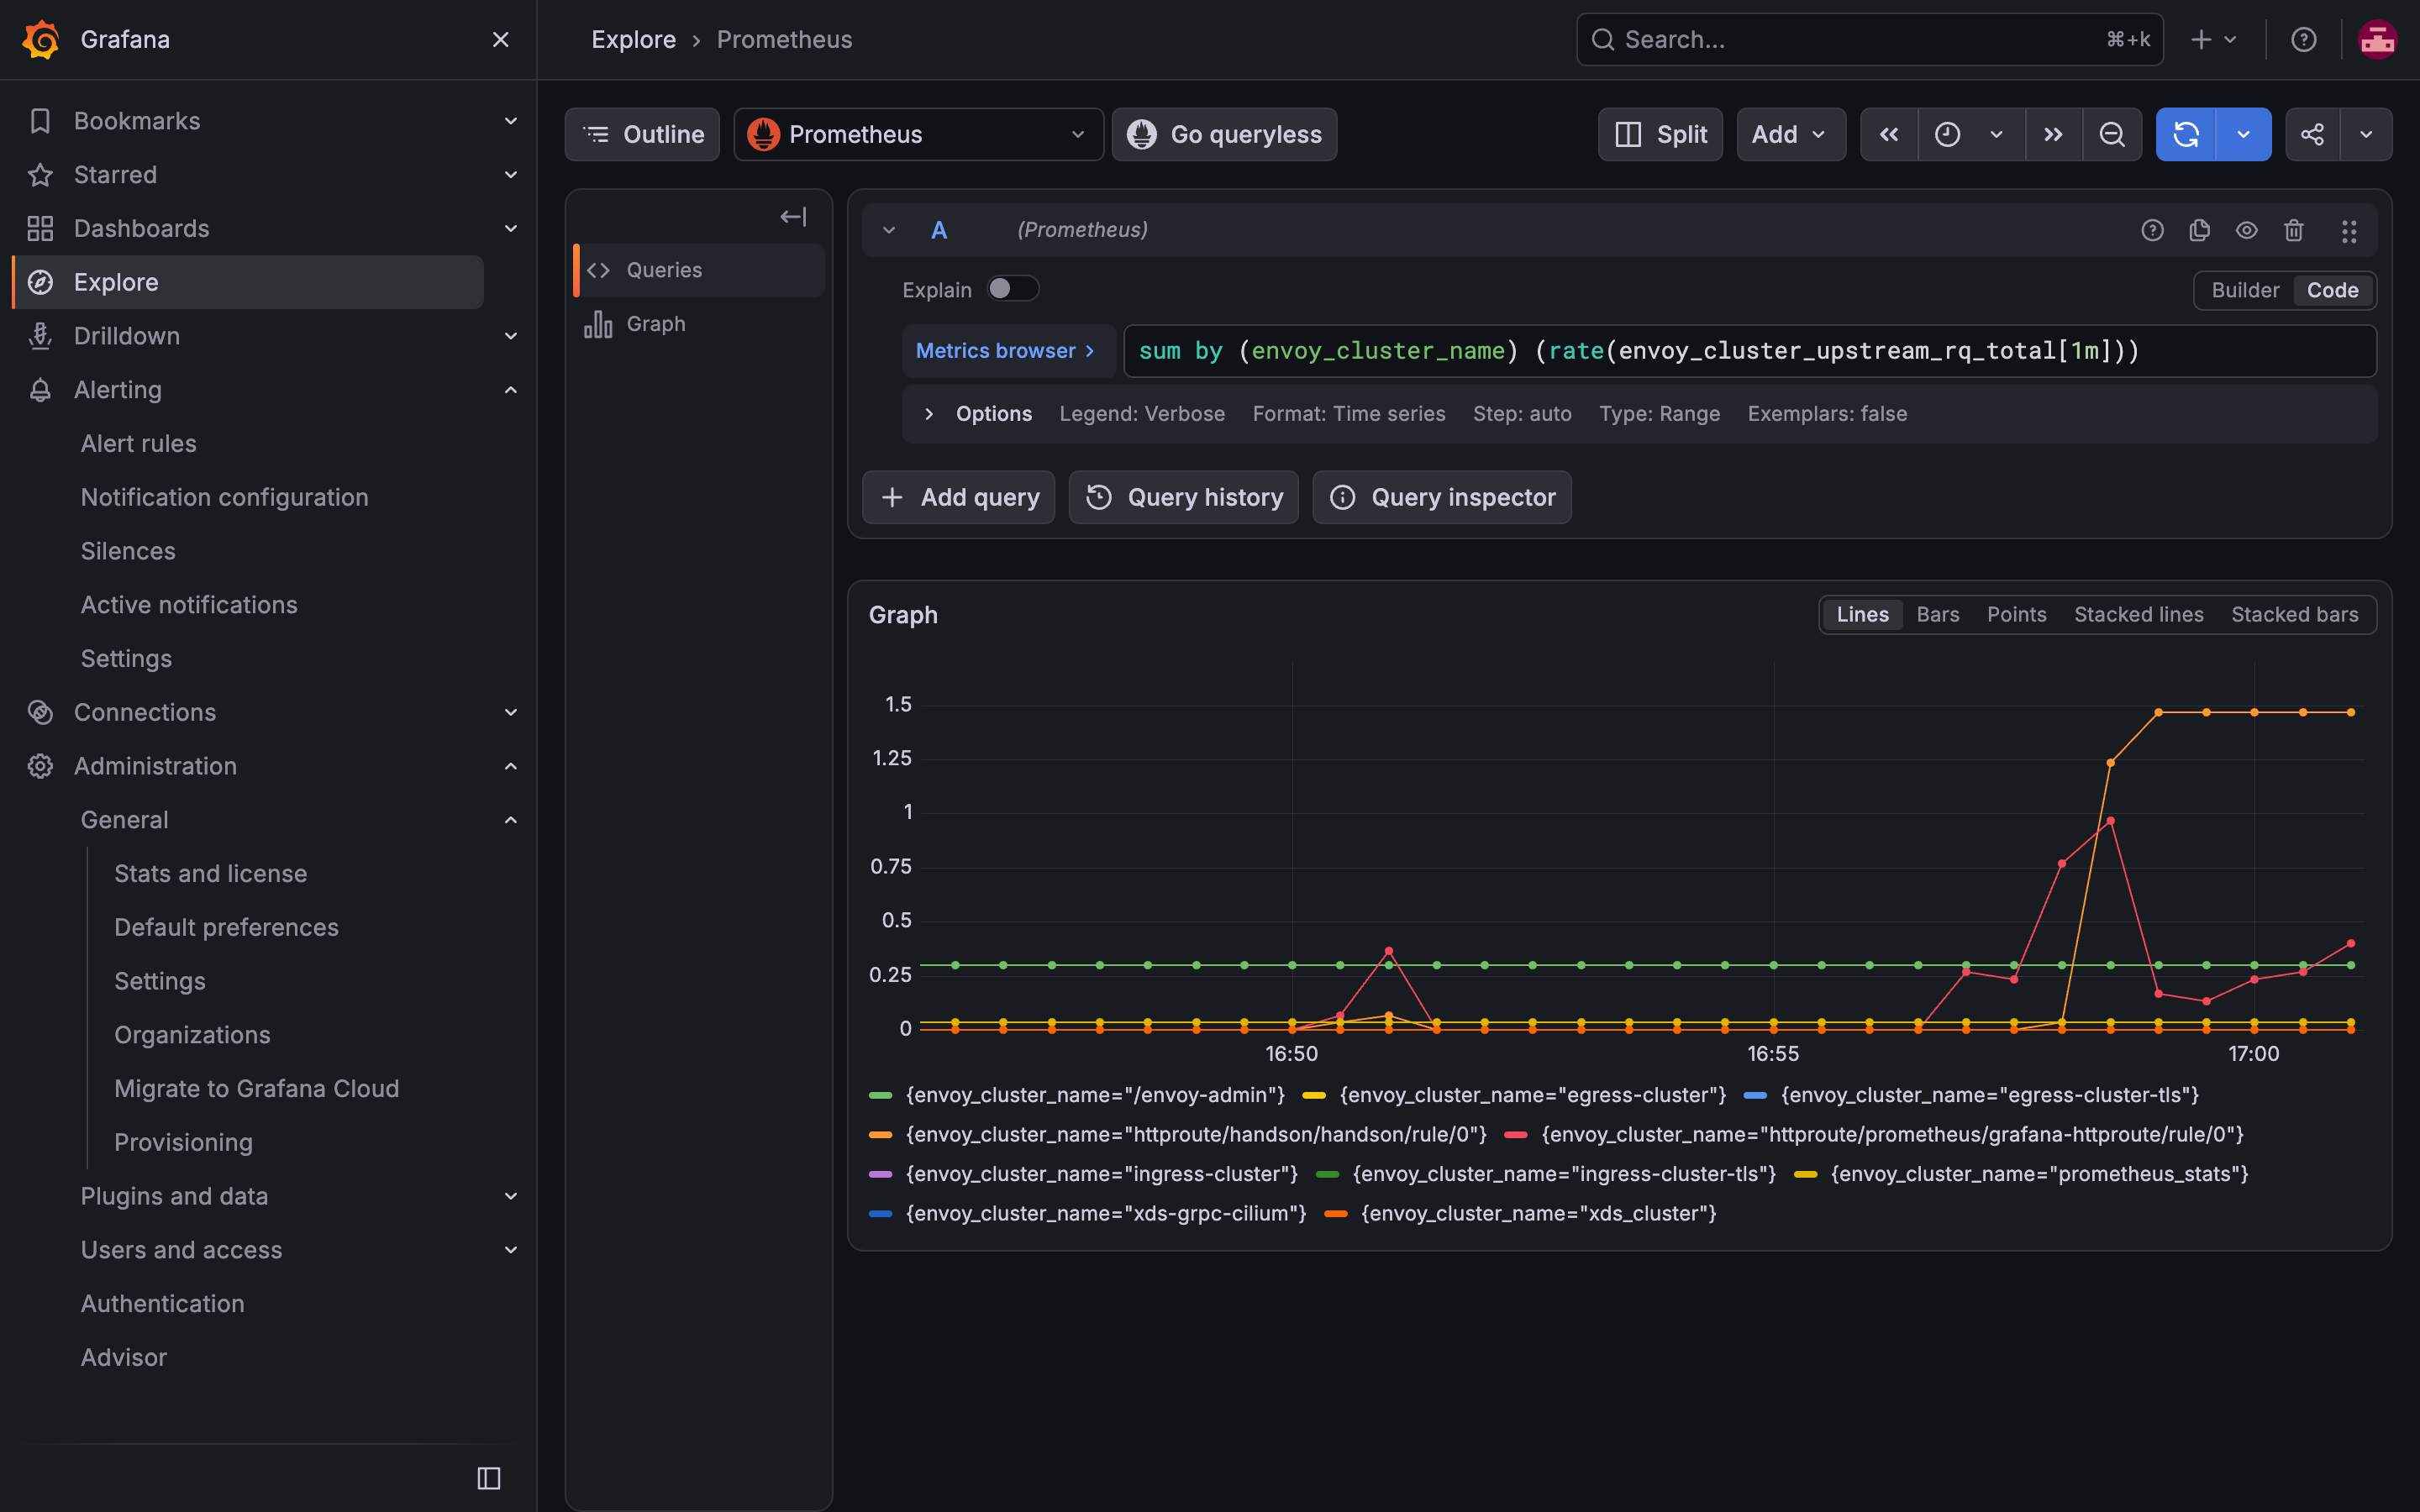 Grafana
Explore › Prometheus
Search...
⌘+k
Bookmarks
Starred
Dashboards
Explore
Drilldown
Alerting
Alert rules
Notification configuration
Silences
Active notifications
Settings
Connections
Administration
General
Stats and license
Default preferences
Settings
Organizations
Migrate to Grafana Cloud
Provisioning
Plugins and data
Users and access
Authentication
Advisor
Outline
Prometheus
Go queryless
Split
Add
Queries
Graph
A (Prometheus)
Explain
Builder Code
Metrics browser
sum by (envoy_cluster_name) (rate(envoy_cluster_upstream_rq_total[1m]))
Options Legend: Verbose Format: Time series Step: auto Type: Range Exemplars: false
Add query
Query history
Query inspector
Graph
Lines Bars Points Stacked lines Stacked bars
1.5
1.25
1
0.75
0.5
0.25
0
16:50 16:55 17:00
{envoy_cluster_name="/envoy-admin"} {envoy_cluster_name="egress-cluster"} {envoy_cluster_name="egress-cluster-tls"}
{envoy_cluster_name="httproute/handson/handson/rule/0"} {envoy_cluster_name="httproute/prometheus/grafana-httproute/rule/0"}
{envoy_cluster_name="ingress-cluster"} {envoy_cluster_name="ingress-cluster-tls"} {envoy_cluster_name="prometheus_stats"}
{envoy_cluster_name="xds-grpc-cilium"} {envoy_cluster_name="xds_cluster"}